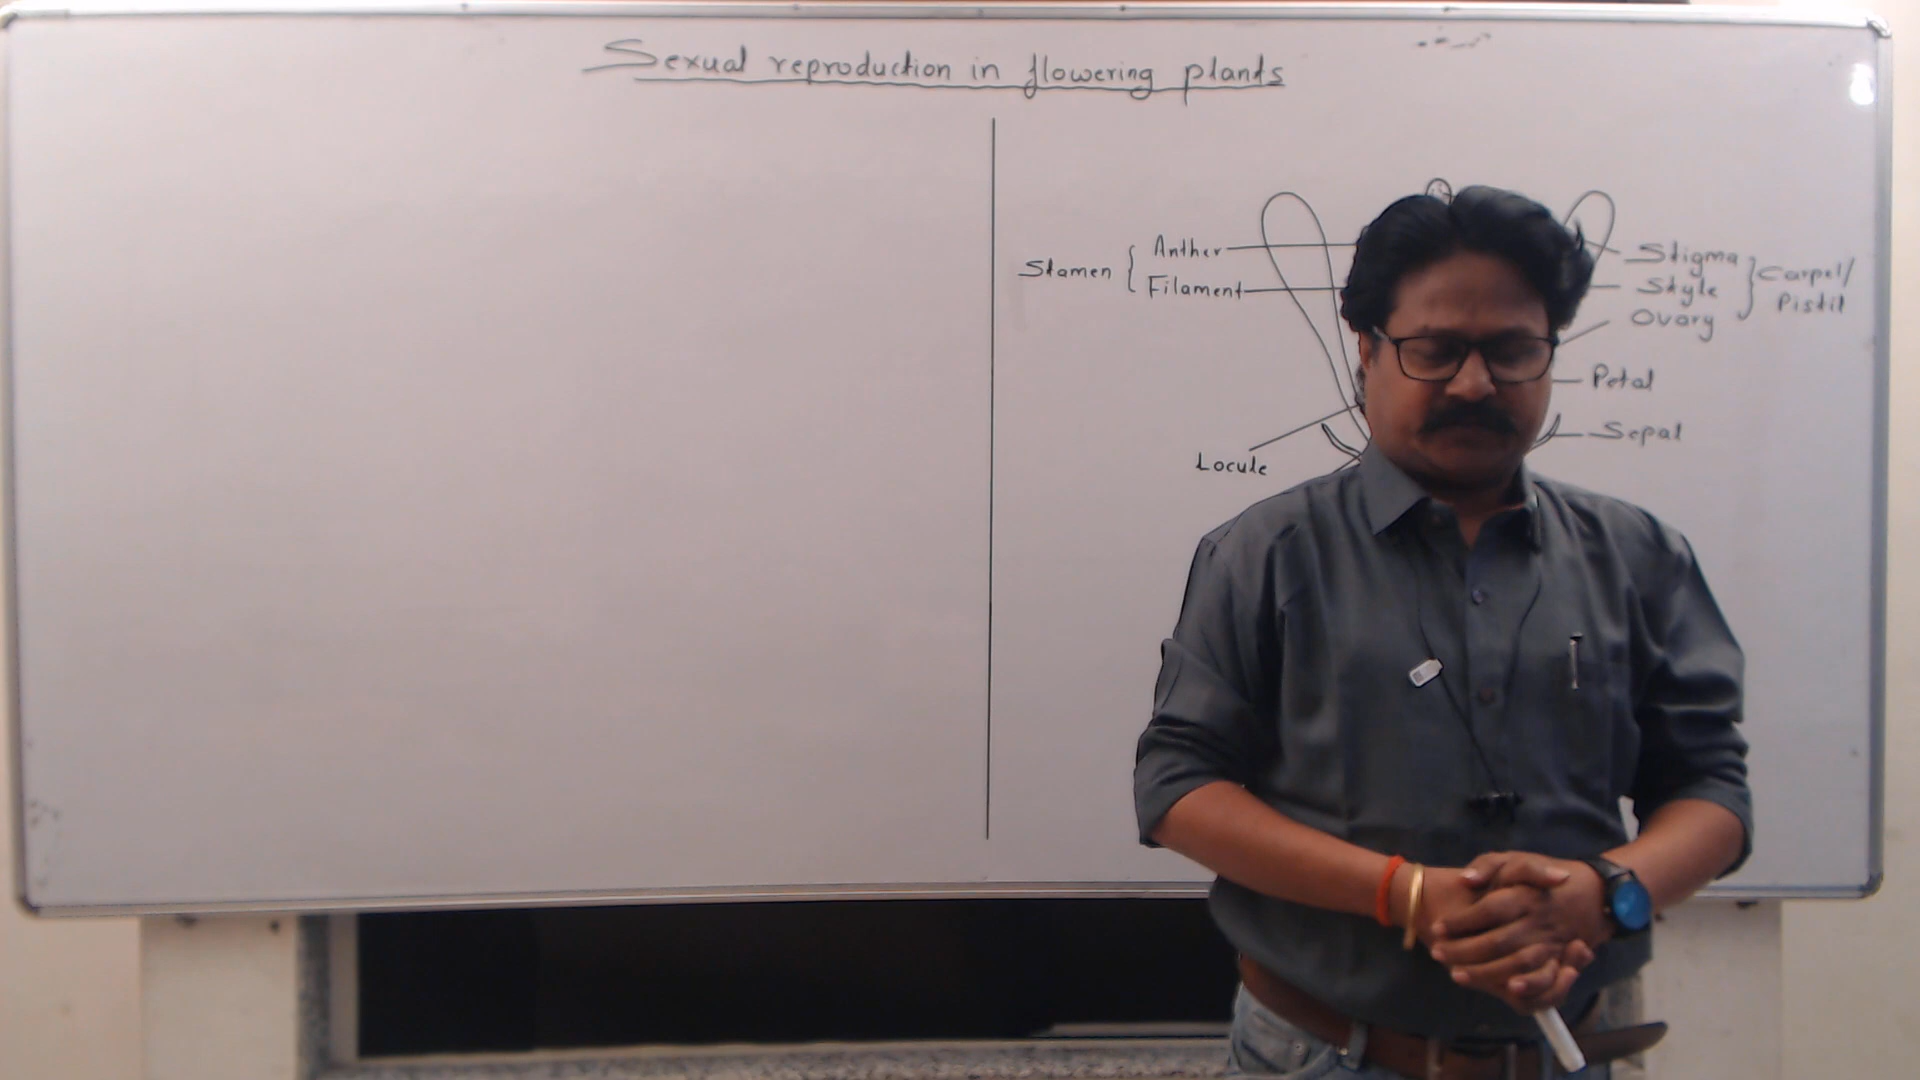 Sexual reproduction in flowering plants
Stamen { Anther
Filament
Locule
Stigma
Style
Ovary
} Carpel/
Pistil
Petal
Sepal